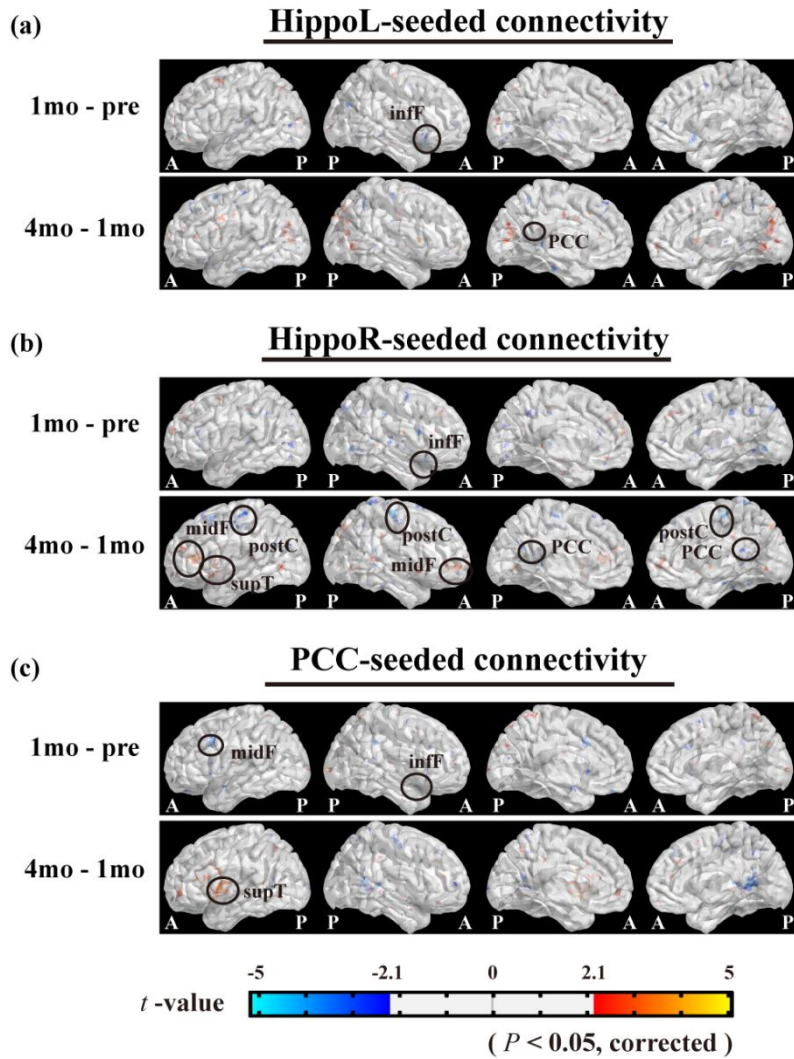 (a) HippoL-seeded connectivity
1mo - pre
infF
A P P A P A A P
4mo - 1mo
PCC
A P P A P A A P
(b) HippoR-seeded connectivity
1mo - pre
infF
A P P A P A A P
4mo - 1mo
midF postC supT postC midF PCC postC PCC
A P P A P A A P
(c) PCC-seeded connectivity
1mo - pre
midF infF
A P P A P A A P
4mo - 1mo
supT
A P P A P A A P
-5 -2.1 0 2.1 5
t -value
( P < 0.05, corrected )